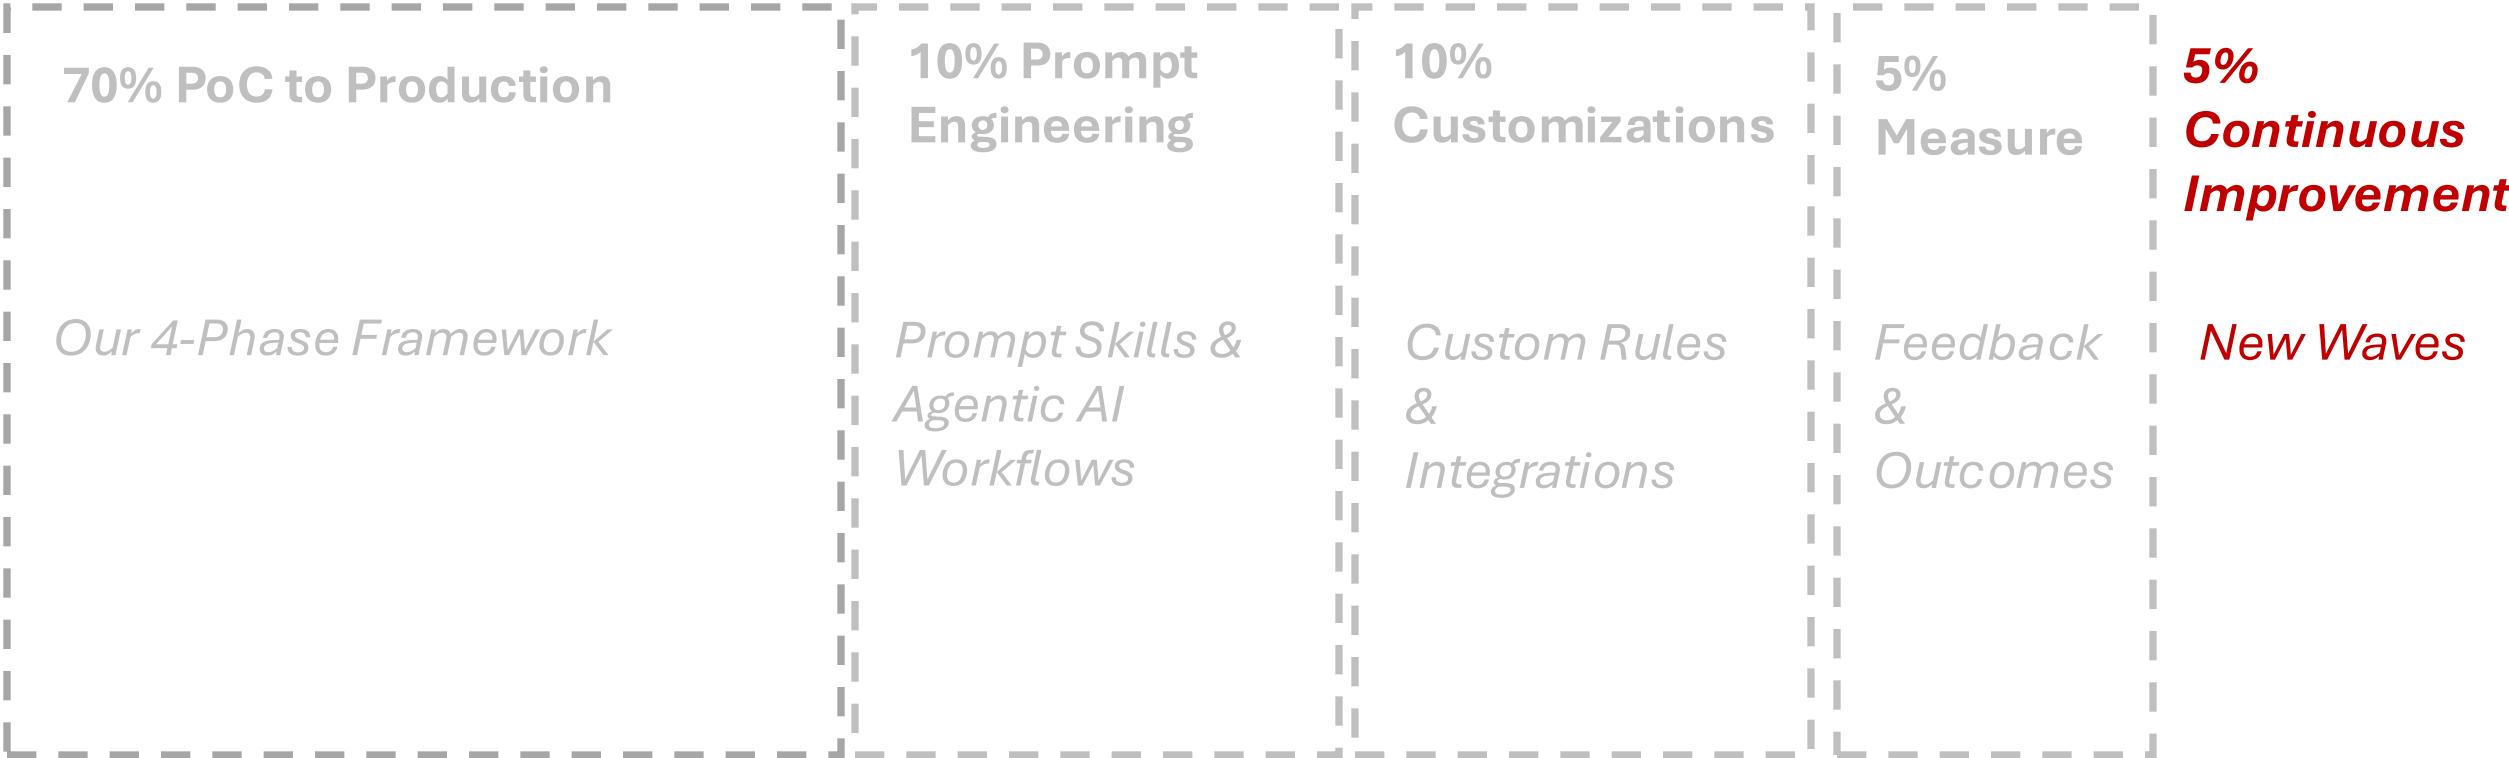 70% PoC to Production
Our 4-Phase Framework
10% Prompt
Engineering
Prompt Skills &
Agentic AI
Workflows
10%
Customizations
Custom Rules
&
Integrations
5%
Measure
Feedback
&
Outcomes
5%
Continuous
Improvement
New Waves